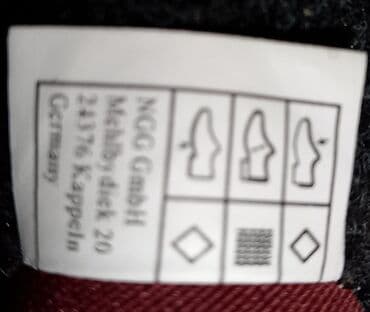 NGG GmbH
Mehlbydiek 20
24376 Kappeln
Germany